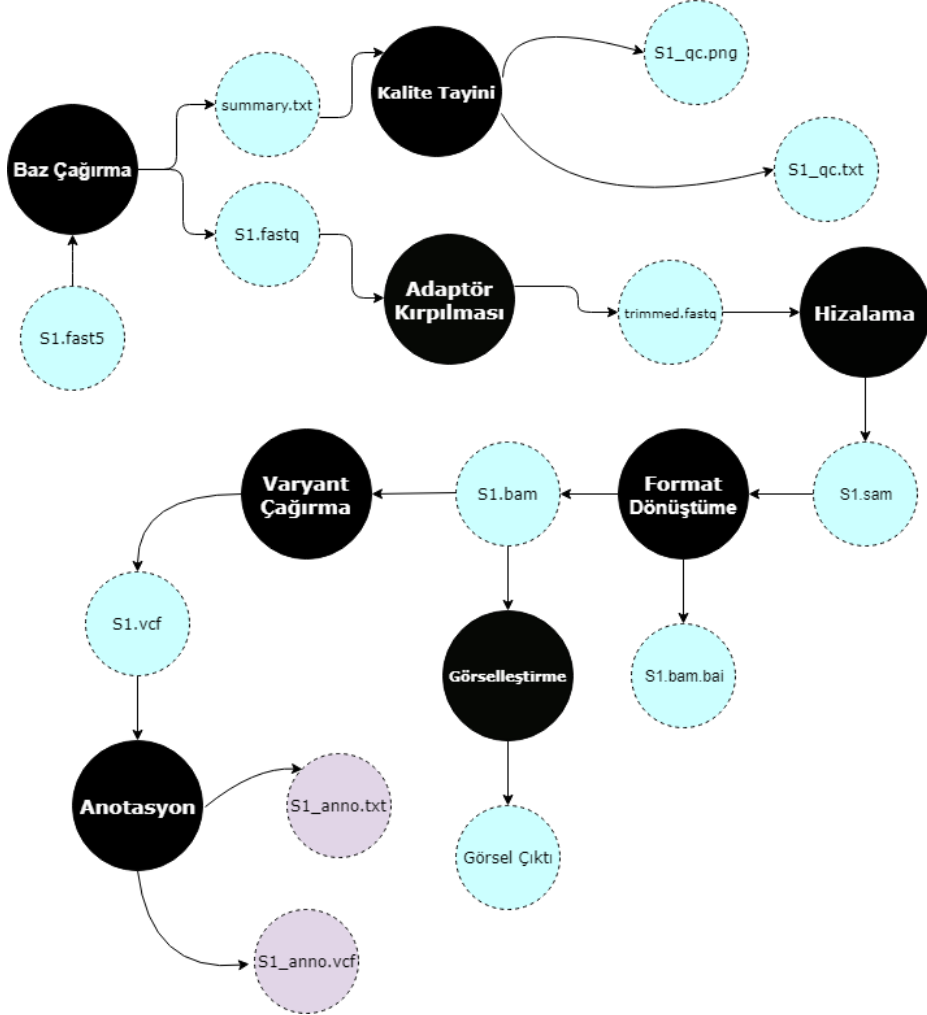 S1_qc.png
Kalite Tayini
summary.txt
Baz Çağırma
S1_qc.txt
S1.fastq
Adaptör
Kırpılması
trimmed.fastq
Hizalama
S1.fast5
Varyant
Çağırma
S1.bam
Format
Dönüştüme
S1.sam
S1.vcf
Görselleştirme
S1.bam.bai
Anotasyon
S1_anno.txt
Görsel Çıktı
S1_anno.vcf